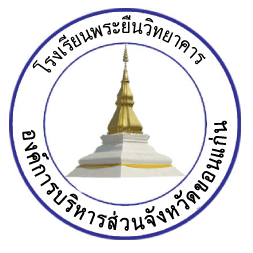 โรงเรียนพระยืนวิทยาคาร
องค์การบริหารส่วนจังหวัดขอนแก่น